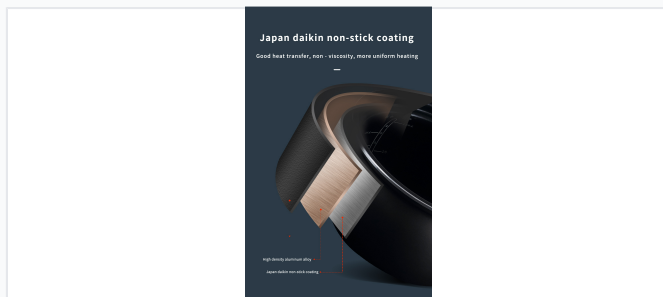 Japan daikin non-stick coating
Good heat transfer, non - viscosity, more uniform heating
High density aluminum alloy
Japan daikin non-stick coating